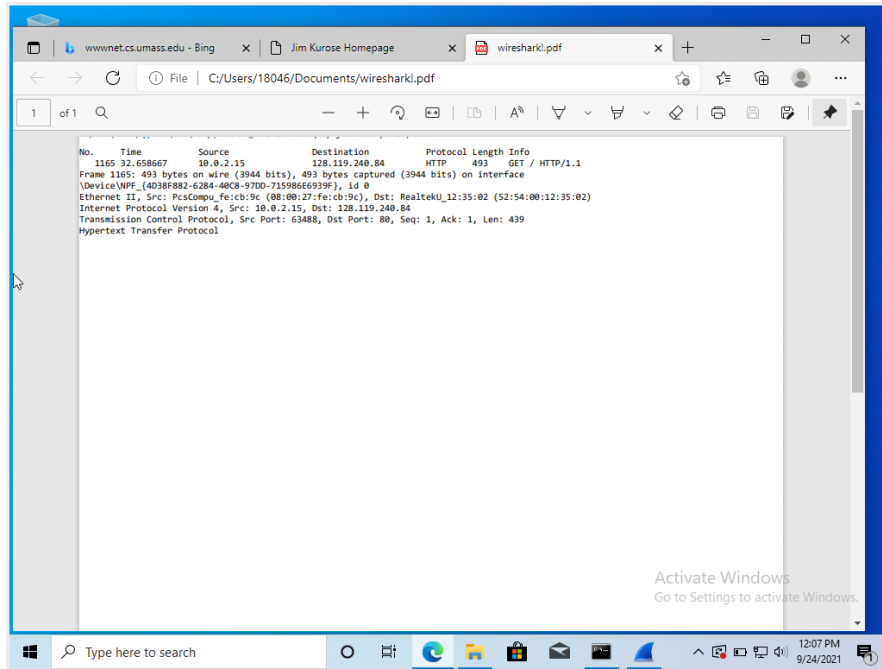 wwwnet.cs.umass.edu - Bing
Jim Kurose Homepage
wireshark!.pdf
File
C:/Users/18046/Documents/wireshark!.pdf
1 of 1
No. Time Source Destination Protocol Length Info
1165 32.658667 10.0.2.15 128.119.240.84 HTTP 493 GET / HTTP/1.1
Frame 1165: 493 bytes on wire (3944 bits), 493 bytes captured (3944 bits) on interface
\Device\NPF_{4D38F882-6284-40C8-97DD-715986E6939F}, id 0
Ethernet II, Src: PcsCompu_fe:cb:9c (08:00:27:fe:cb:9c), Dst: RealtekU_12:35:02 (52:54:00:12:35:02)
Internet Protocol Version 4, Src: 10.0.2.15, Dst: 128.119.240.84
Transmission Control Protocol, Src Port: 63488, Dst Port: 80, Seq: 1, Ack: 1, Len: 439
Hypertext Transfer Protocol
Activate Windows
Go to Settings to activate Windows.
Type here to search
12:07 PM
9/24/2021
1